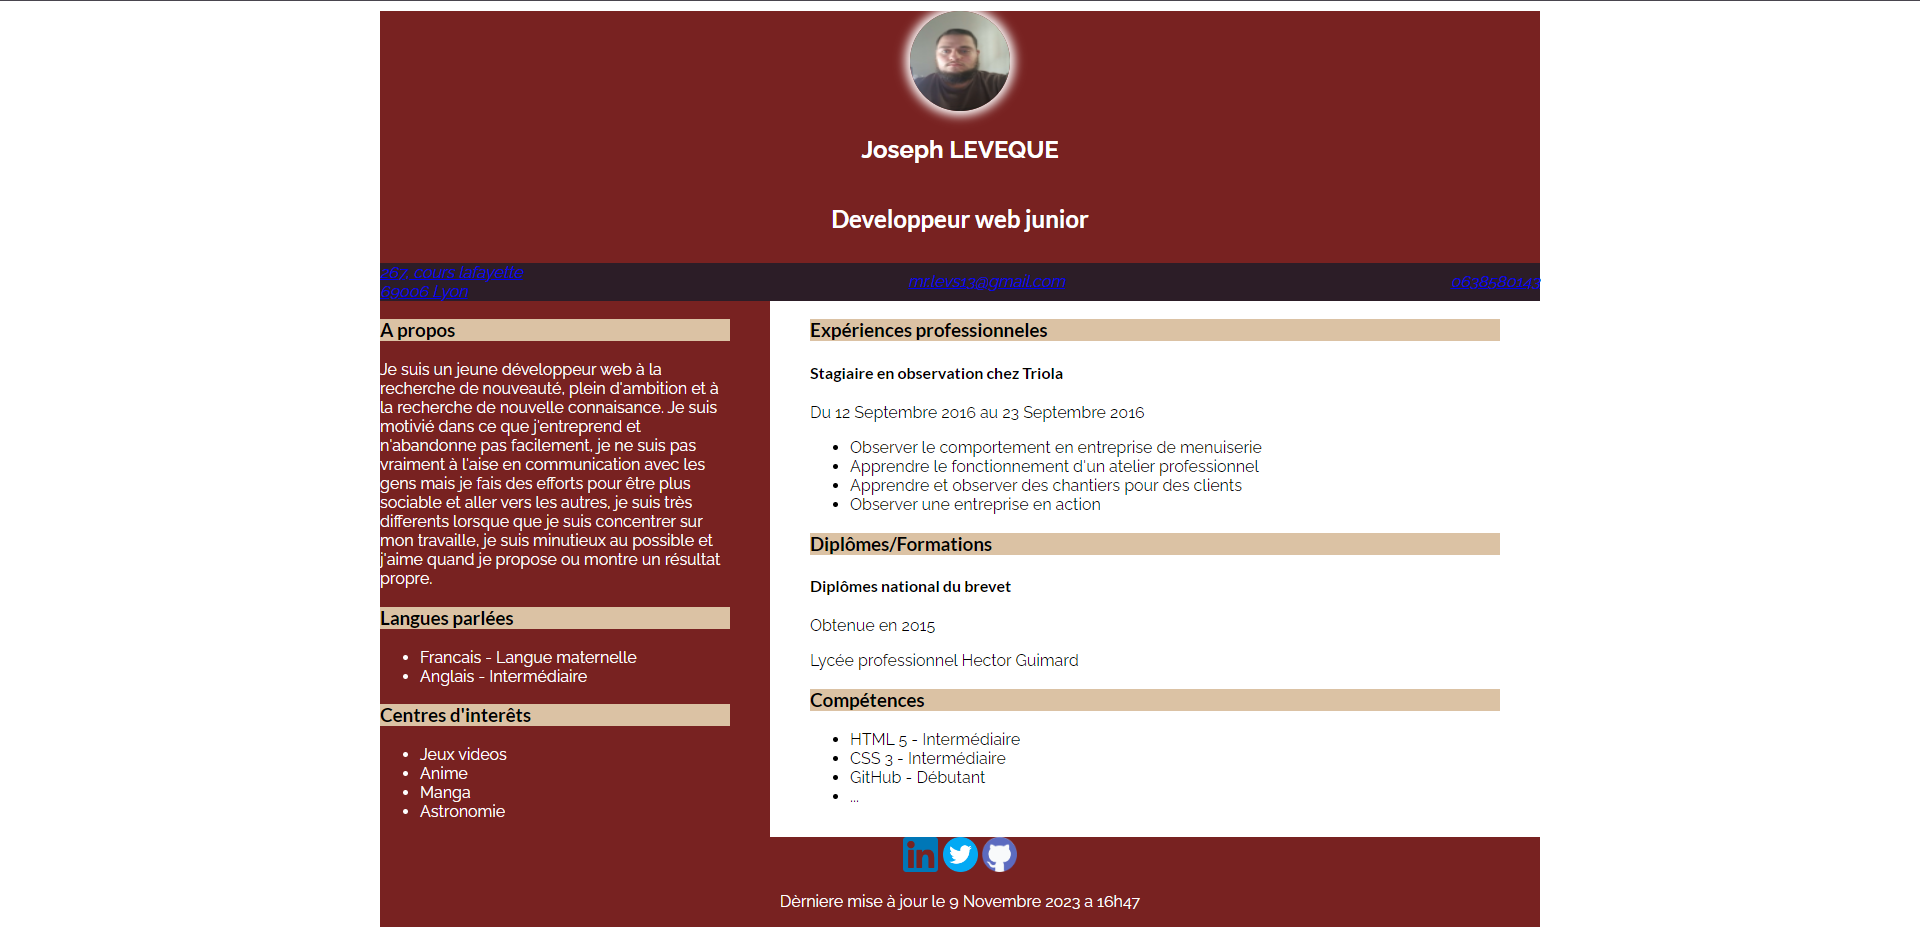 Joseph LEVEQUE
Developpeur web junior
267, cours lafayette
69006 Lyon
0638580143
A propos
Je suis un jeune développeur web à la
recherche de nouveauté, plein d'ambition et à
la recherche de nouvelle connaisance. Je suis
motivié dans ce que j'entreprend et
n'abandonne pas facilement, je ne suis pas
vraiment à l'aise en communication avec les
gens mais je fais des efforts pour être plus
sociable et aller vers les autres, je suis très
differents lorsque que je suis concentrer sur
mon travaille, je suis minutieux au possible et
j'aime quand je propose ou montre un résultat
propre.
Langues parlées
Francais - Langue maternelle
Anglais - Intermédiaire
Centres d'interêts
Jeux videos
Anime
Manga
Astronomie
Expériences professionneles
Stagiaire en observation chez Triola
Du 12 Septembre 2016 au 23 Septembre 2016
Observer le comportement en entreprise de menuiserie
Apprendre le fonctionnement d'un atelier professionnel
Apprendre et observer des chantiers pour des clients
Observer une entreprise en action
Diplômes/Formations
Diplômes national du brevet
Obtenue en 2015
Lycée professionnel Hector Guimard
Compétences
HTML 5 - Intermédiaire
CSS 3 - Intermédiaire
GitHub - Débutant
...
in
Dèrniere mise à jour le 9 Novembre 2023 a 16h47